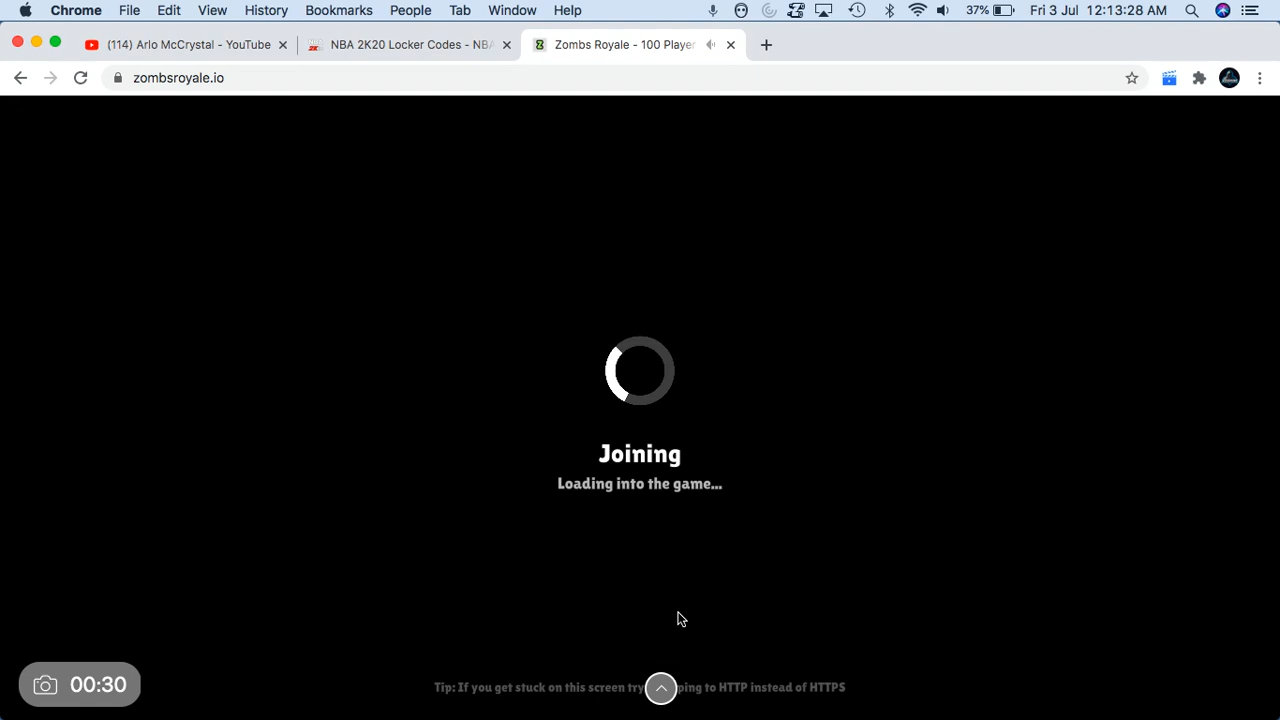 Chrome File Edit View History Bookmarks People Tab Window Help 37% Fri 3 Jul 12:13:28 AM
(114) Arlo McCrystal - YouTube NBA 2K20 Locker Codes - NBA Zombs Royale - 100 Player
zombsroyale.io
Joining
Loading into the game...
00:30
Tip: If you get stuck on this screen try ping to HTTP instead of HTTPS